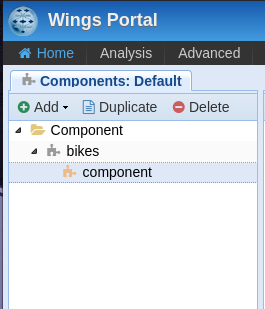 Wings Portal
Home Analysis Advanced
Components: Default
Add Duplicate Delete
Component
bikes
component